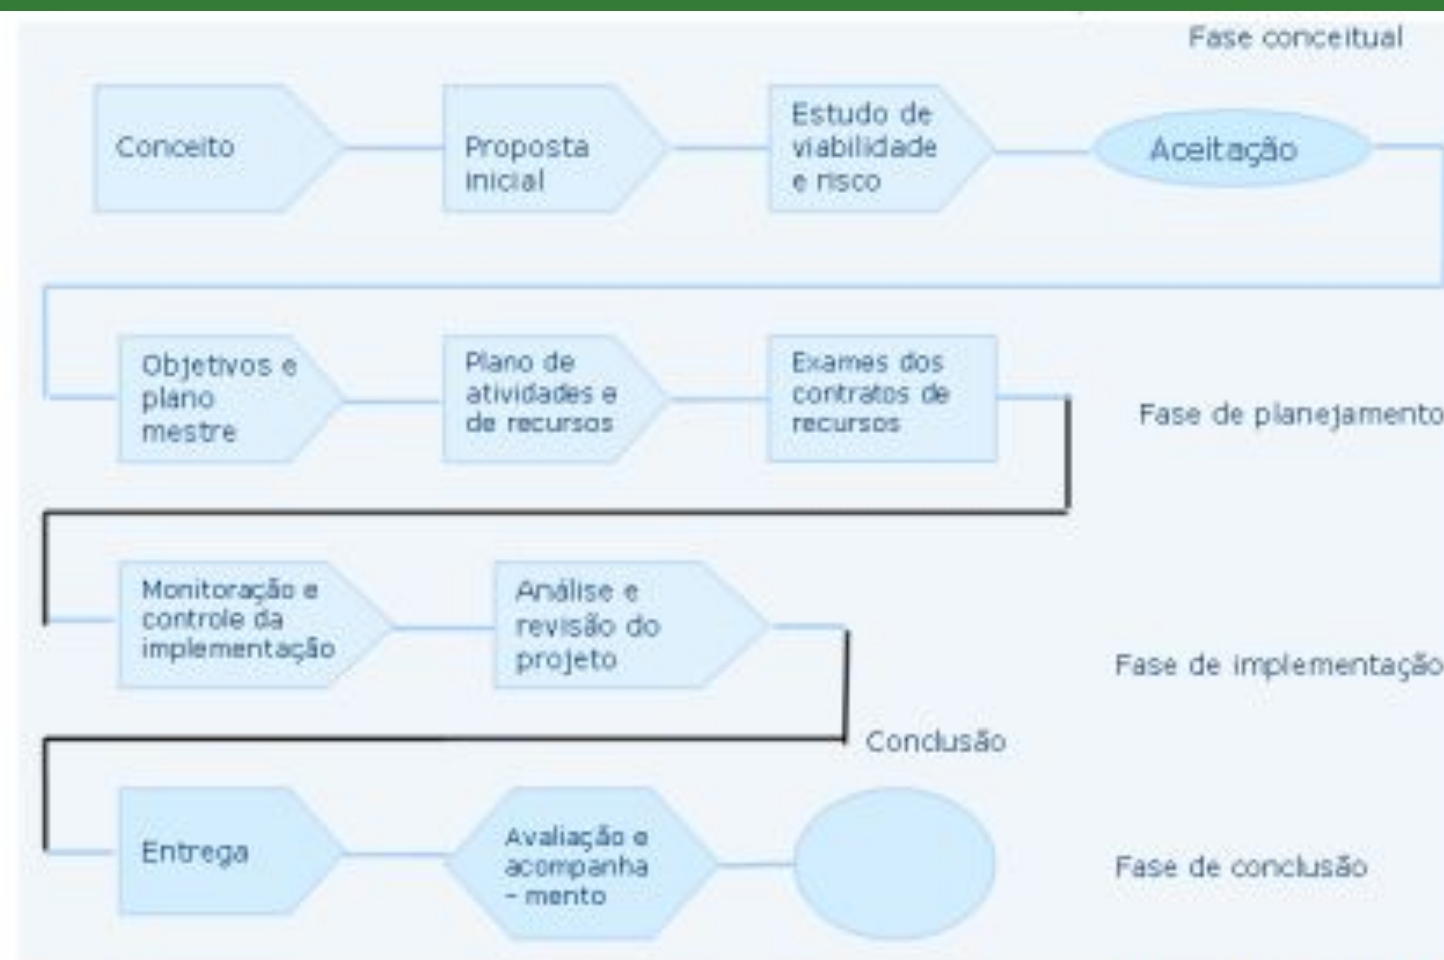 Fase conceitual
Conceito
Proposta
inicial
Estudo de
viabilidade
e risco
Aceitação
Objetivos e
plano
mestre
Plano de
atividades e
de recursos
Exames dos
contratos de
recursos
Fase de planejamento
Monitoração e
controle da
implementação
Análise e
revisão do
projeto
Fase de implementação
Conclusão
Entrega
Avaliação e
acompanha
- mento
Fase de conclusão